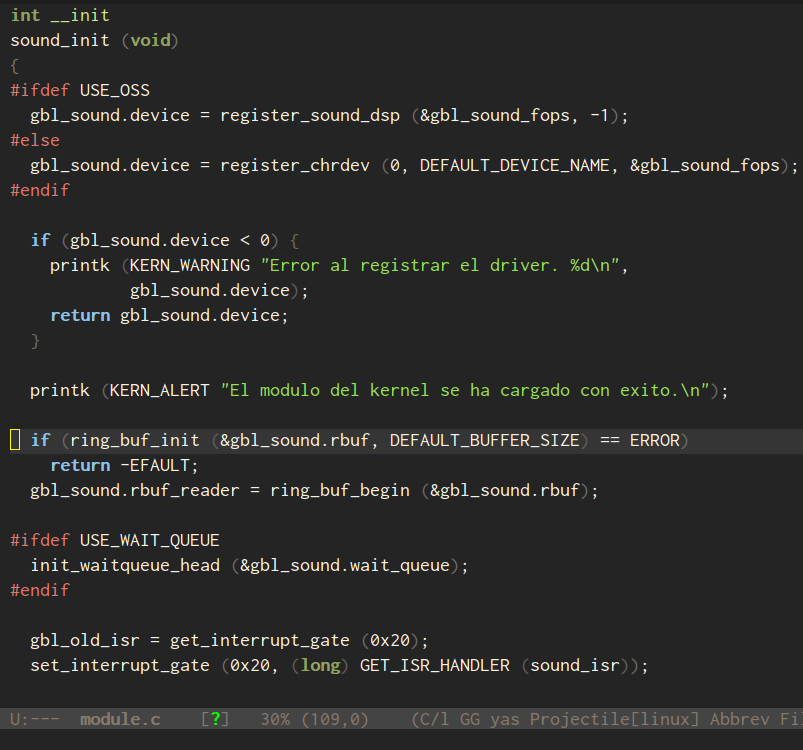 int __init
sound_init (void)
{
#ifdef USE_OSS
  gbl_sound.device = register_sound_dsp (&gbl_sound_fops, -1);
#else
  gbl_sound.device = register_chrdev (0, DEFAULT_DEVICE_NAME, &gbl_sound_fops);
#endif
  if (gbl_sound.device < 0) {
    printk (KERN_WARNING "Error al registrar el driver. %d\n",
            gbl_sound.device);
    return gbl_sound.device;
  }
  printk (KERN_ALERT "El modulo del kernel se ha cargado con exito.\n");
  if (ring_buf_init (&gbl_sound.rbuf, DEFAULT_BUFFER_SIZE) == ERROR)
    return -EFAULT;
  gbl_sound.rbuf_reader = ring_buf_begin (&gbl_sound.rbuf);
#ifdef USE_WAIT_QUEUE
  init_waitqueue_head (&gbl_sound.wait_queue);
#endif
  gbl_old_isr = get_interrupt_gate (0x20);
  set_interrupt_gate (0x20, (long) GET_ISR_HANDLER (sound_isr));
U:---  module.c    [?]   30% (109,0)    (C/l GG yas Projectile[linux] Abbrev Fil